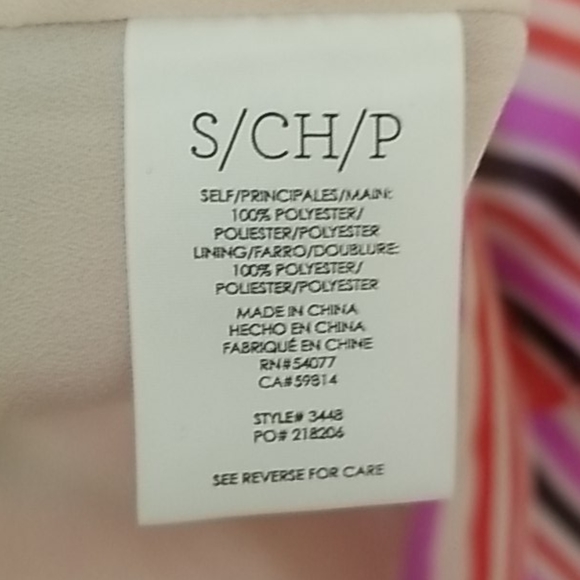 S/CH/P
SELF/PRINCIPALES/MAIN:
100% POLYESTER/
POLIESTER/POLYESTER
LINING/FARRO/DOUBLURE:
100% POLYESTER/
POLIESTER/POLYESTER
MADE IN CHINA
HECHO EN CHINA
FABRIQUÉ EN CHINE
RN#54077
CA#59814
STYLE# 3448
PO# 218206
SEE REVERSE FOR CARE